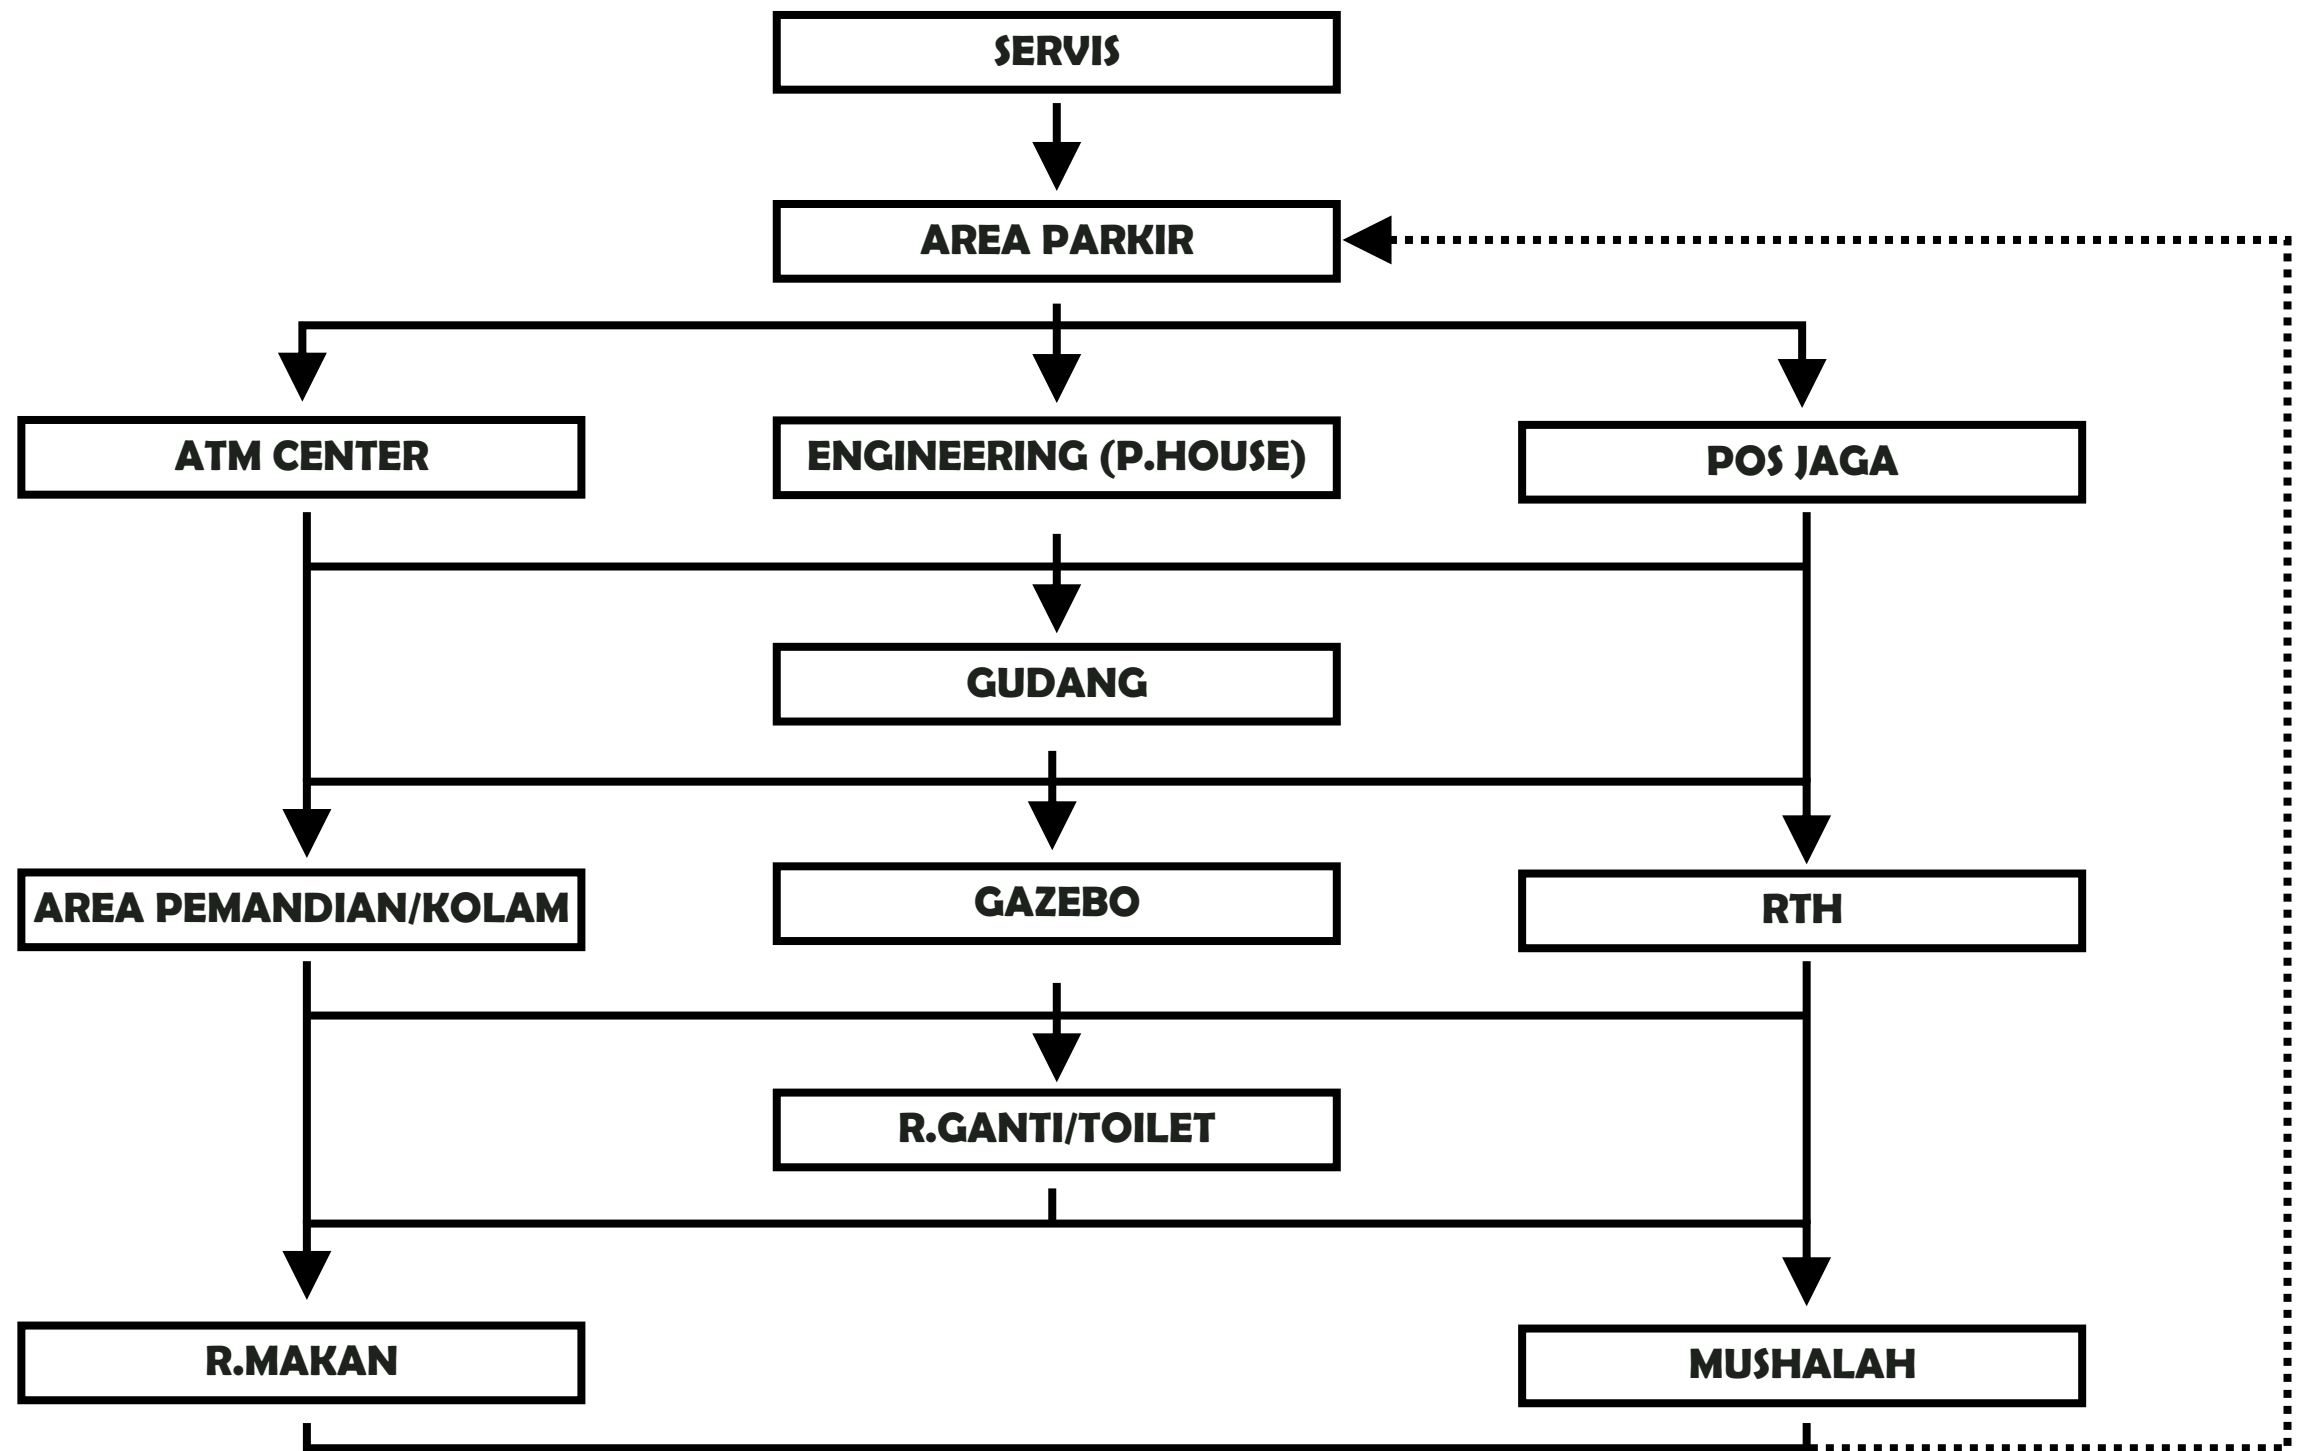 SERVIS
AREA PARKIR
ATM CENTER
ENGINEERING (P.HOUSE)
POS JAGA
GUDANG
AREA PEMANDIAN/KOLAM
GAZEBO
RTH
R.GANTI/TOILET
R.MAKAN
MUSHALAH